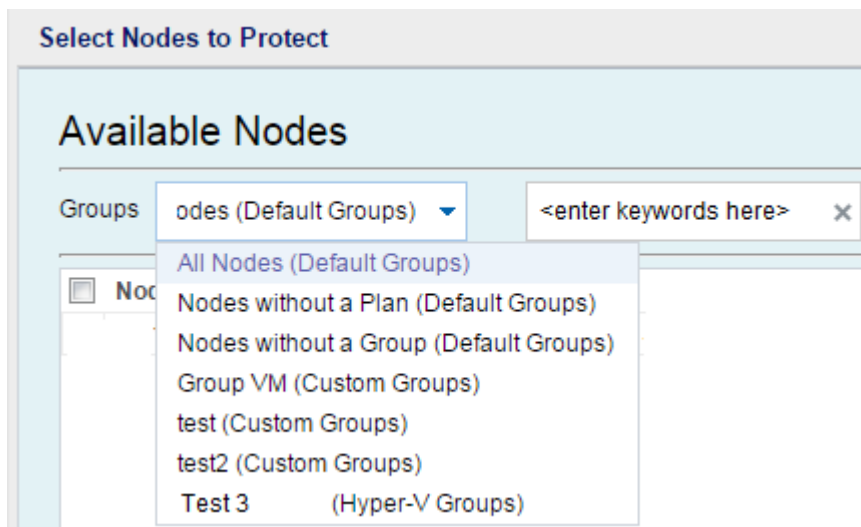 Select Nodes to Protect
Available Nodes
Groups odes (Default Groups) <enter keywords here>
All Nodes (Default Groups)
Nodes without a Plan (Default Groups)
Nodes without a Group (Default Groups)
Group VM (Custom Groups)
test (Custom Groups)
test2 (Custom Groups)
Test 3 (Hyper-V Groups)